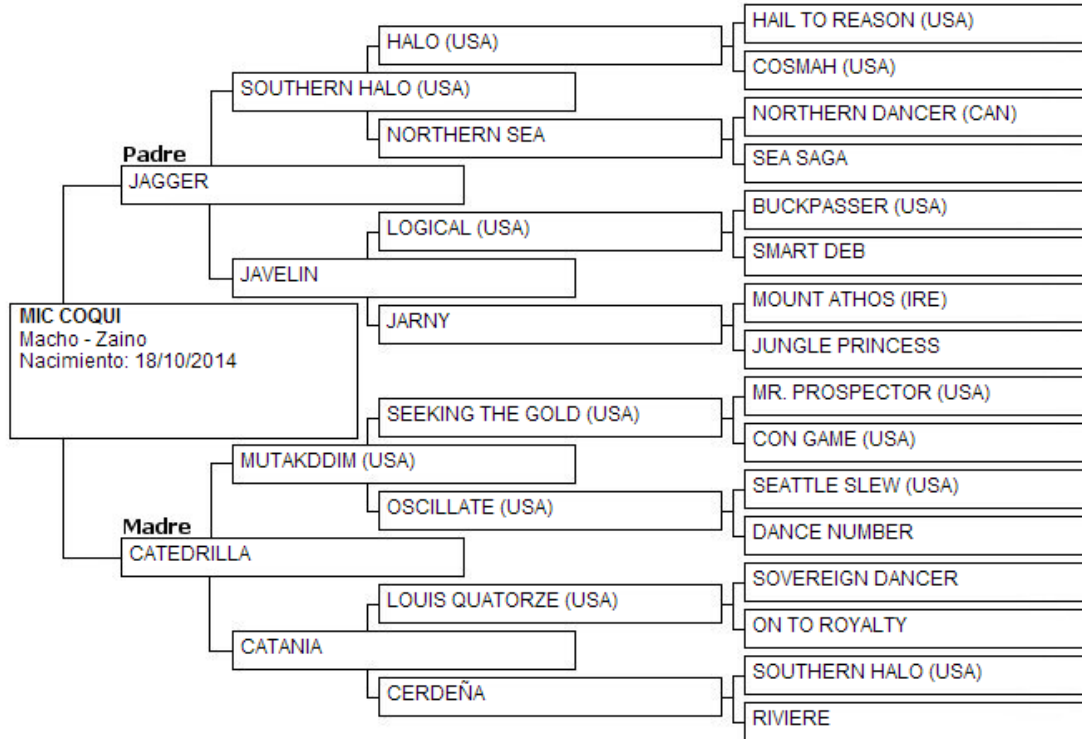 HAIL TO REASON (USA)
HALO (USA)
COSMAH (USA)
SOUTHERN HALO (USA)
NORTHERN DANCER (CAN)
NORTHERN SEA
SEA SAGA
Padre
JAGGER
BUCKPASSER (USA)
LOGICAL (USA)
SMART DEB
JAVELIN
MOUNT ATHOS (IRE)
JARNY
JUNGLE PRINCESS
MIC COQUI
Macho - Zaino
Nacimiento: 18/10/2014
MR. PROSPECTOR (USA)
SEEKING THE GOLD (USA)
CON GAME (USA)
MUTAKDDIM (USA)
SEATTLE SLEW (USA)
OSCILLATE (USA)
DANCE NUMBER
Madre
CATEDRILLA
SOVEREIGN DANCER
LOUIS QUATORZE (USA)
ON TO ROYALTY
CATANIA
SOUTHERN HALO (USA)
CERDEÑA
RIVIERE